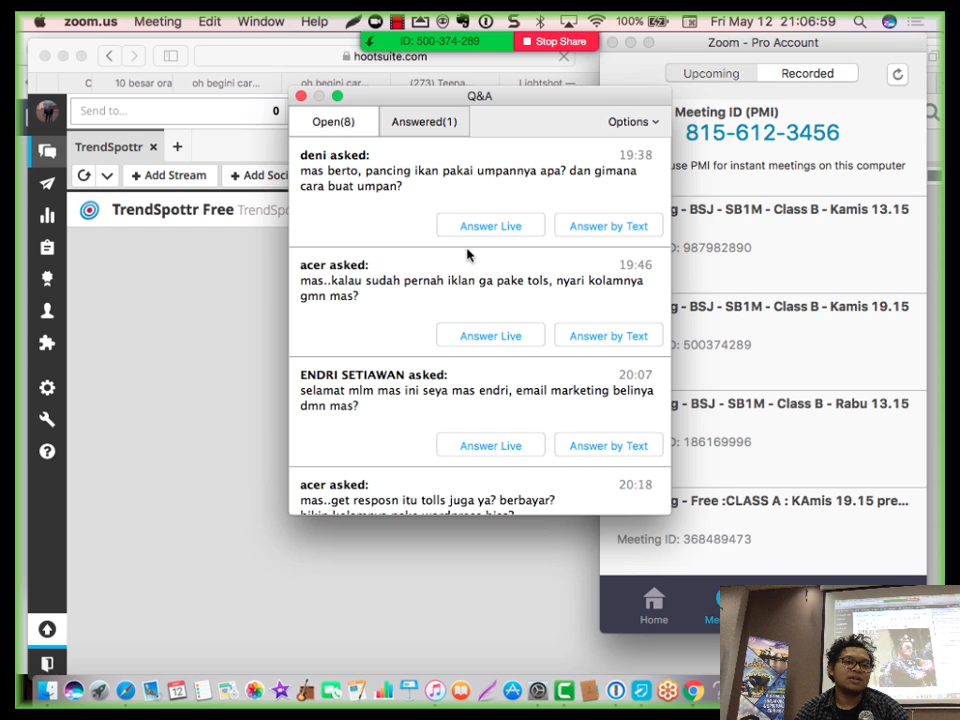 zoom.us Meeting Edit Window Help 100% Fri May 12 21:06:59
ID: 500-374-289 Stop Share
hootsuite.com
C 10 besar ora oh begini car... oh begini car... (273) Teena Lightshot —
Send to... 0
TrendSpottr
+ Add Stream + Add Soci
TrendSpottr Free TrendSp
Q&A
Open(8) Answered(1) Options
deni asked: 19:38
mas berto, pancing ikan pakai umpannya apa? dan gimana
cara buat umpan?
Answer Live Answer by Text
acer asked: 19:46
mas..kalau sudah pernah iklan ga pake tols, nyari kolamnya
gmn mas?
Answer Live Answer by Text
ENDRI SETIAWAN asked: 20:07
selamat mlm mas ini seya mas endri, email marketing belinya
dmn mas?
Answer Live Answer by Text
acer asked: 20:18
mas..get resposn itu tolls juga ya? berbayar?
Zoom - Pro Account
Upcoming Recorded
Meeting ID (PMI)
815-612-3456
use PMI for instant meetings on this computer
g - BSJ - SB1M - Class B - Kamis 13.15
: 987982890
g - BSJ - SB1M - Class B - Kamis 19.15
: 500374289
g - BSJ - SB1M - Class B - Rabu 13.15
D: 186169996
g - Free :CLASS A : KAmis 19.15 pre...
Meeting ID: 368489473
Home Me